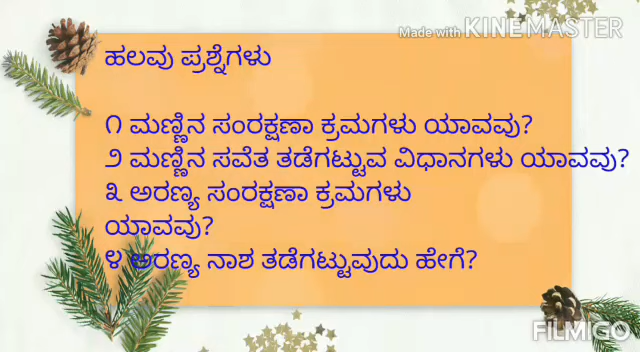 Made with KINEMASTER
ಹಲವು ಪ್ರಶ್ನೆಗಳು
೧ ಮಣ್ಣಿನ ಸಂರಕ್ಷಣಾ ಕ್ರಮಗಳು ಯಾವವು?
೨ ಮಣ್ಣಿನ ಸವೆತ ತಡೆಗಟ್ಟುವ ವಿಧಾನಗಳು ಯಾವವು?
೩ ಅರಣ್ಯ ಸಂರಕ್ಷಣಾ ಕ್ರಮಗಳು
ಯಾವವು?
೪ ಅರಣ್ಯ ನಾಶ ತಡೆಗಟ್ಟುವುದು ಹೇಗೆ?
FILMIGO